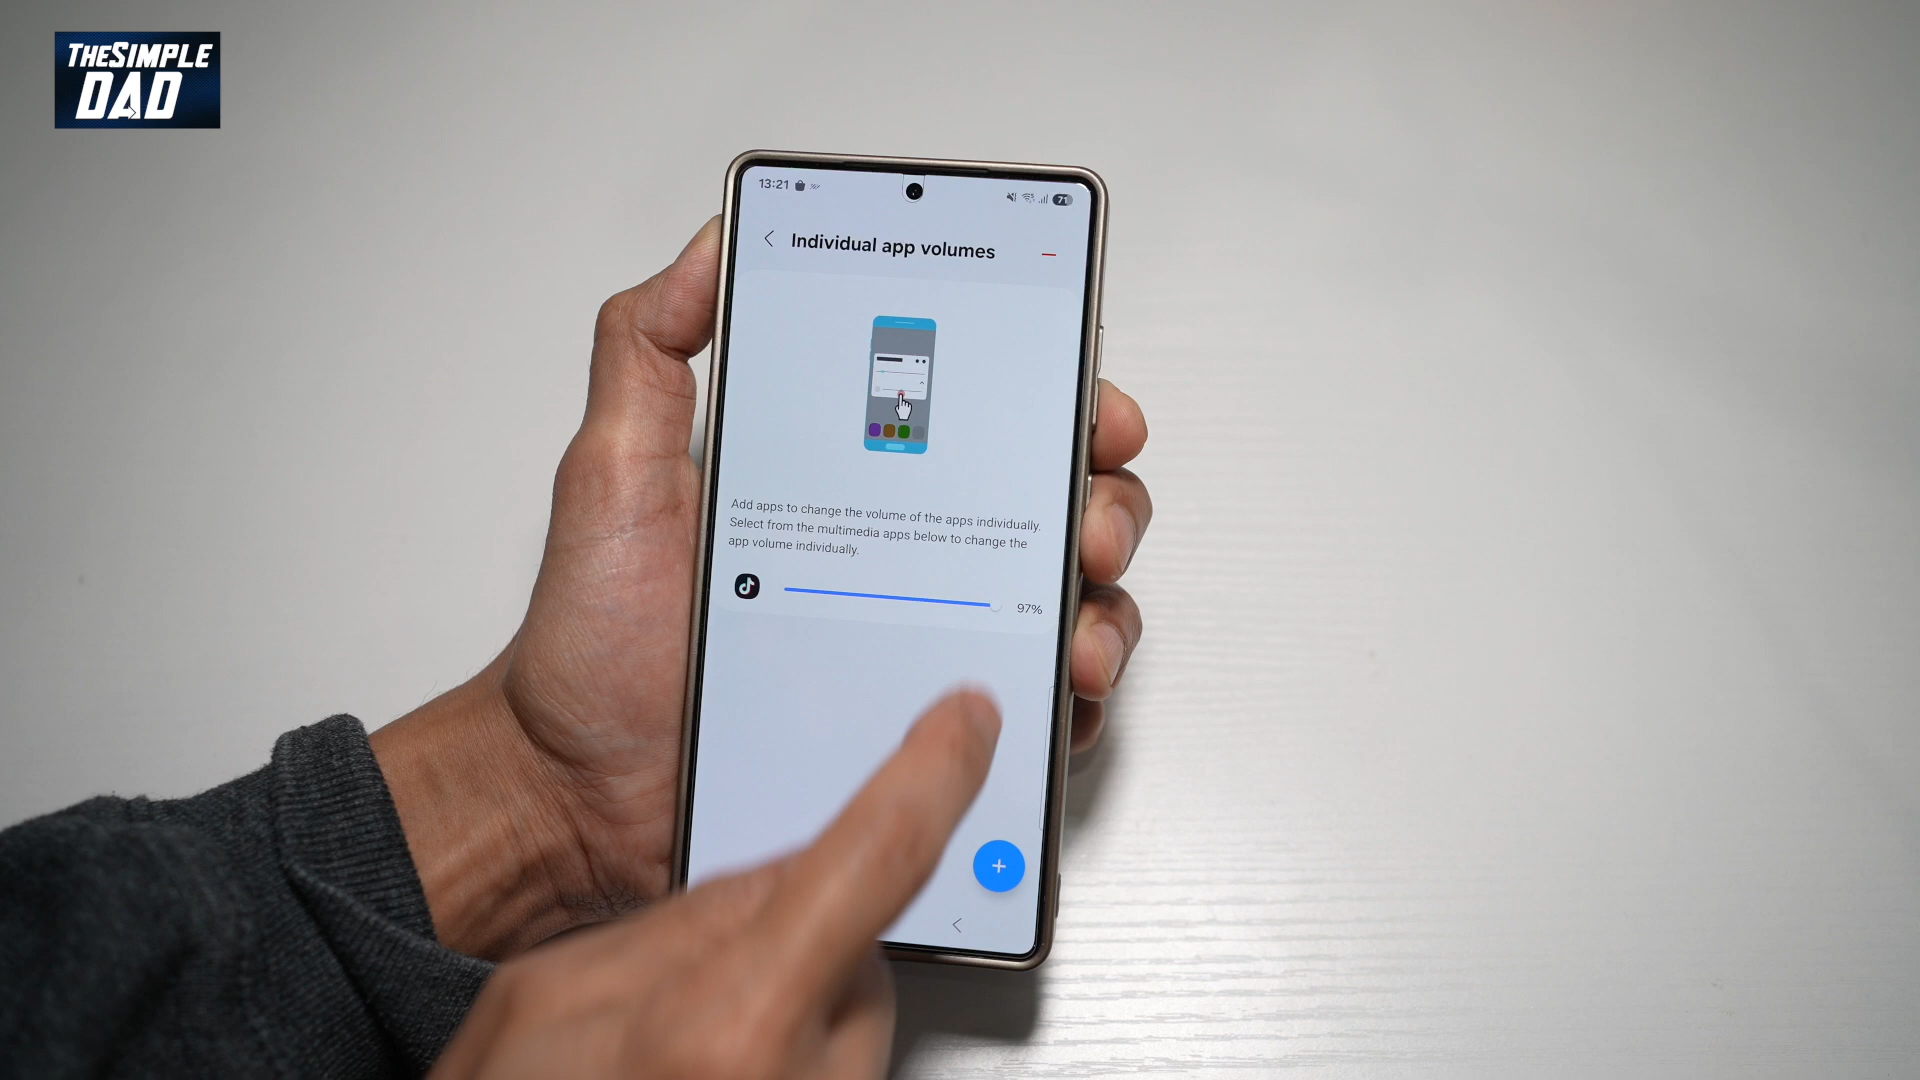 THESIMPLE
DAD
13:21
71
Individual app volumes
Add apps to change the volume of the apps individually.
Select from the multimedia apps below to change the
app volume individually.
97%